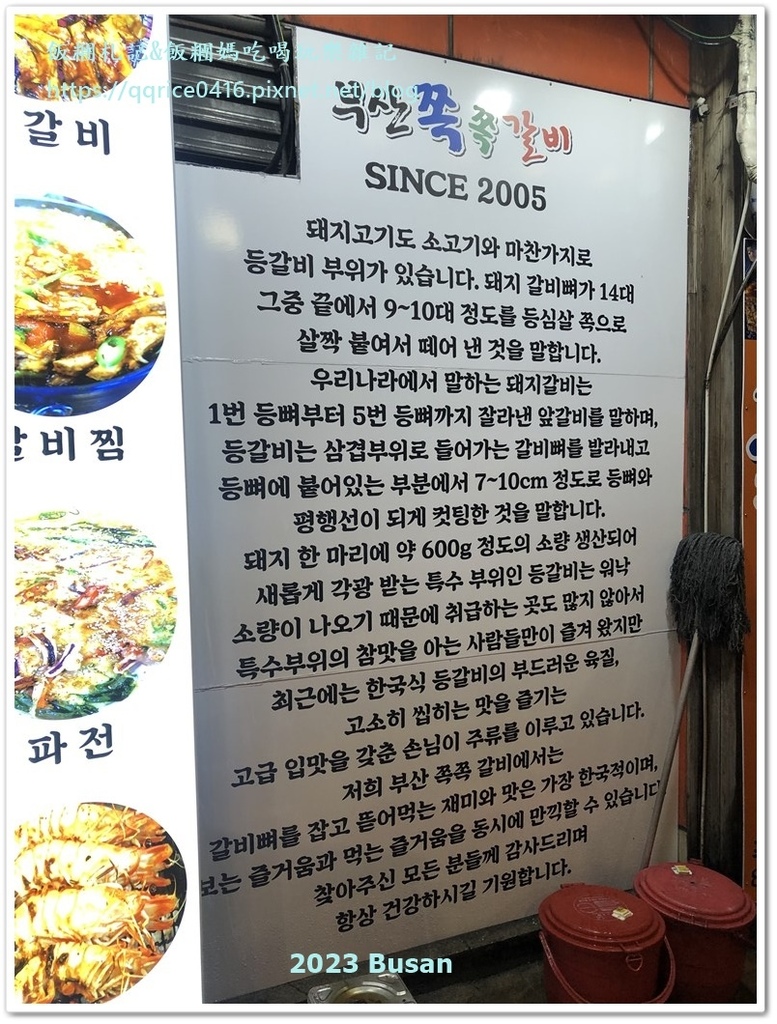 飯糰札記&飯糰媽吃喝玩樂雜記
https://qqrice0416.pixnet.net/blog
갈비
갈비찜
파전
부산쪽쪽갈비
SINCE 2005
돼지고기도 소고기와 마찬가지로
등갈비 부위가 있습니다. 돼지 갈비뼈가 14대
그중 끝에서 9~10대 정도를 등심살 쪽으로
살짝 붙여서 떼어 낸 것을 말합니다.
우리나라에서 말하는 돼지갈비는
1번 등뼈부터 5번 등뼈까지 잘라낸 앞갈비를 말하며,
등갈비는 삼겹부위로 들어가는 갈비뼈를 발라내고
등뼈에 붙어있는 부분에서 7~10cm 정도로 등뼈와
평행선이 되게 컷팅한 것을 말합니다.
돼지 한 마리에 약 600g 정도의 소량 생산되어
새롭게 각광 받는 특수 부위인 등갈비는 워낙
소량이 나오기 때문에 취급하는 곳도 많지 않아서
특수부위의 참맛을 아는 사람들만이 즐겨 왔지만
최근에는 한국식 등갈비의 부드러운 육질,
고소히 씹히는 맛을 즐기는
고급 입맛을 갖춘 손님이 주류를 이루고 있습니다.
저희 부산 쪽쪽 갈비에서는
갈비뼈를 잡고 뜯어먹는 재미와 맛은 가장 한국적이며,
보는 즐거움과 먹는 즐거움을 동시에 만끽할 수 있습니다
찾아주신 모든 분들께 감사드리며
항상 건강하시길 기원합니다.
2023 Busan